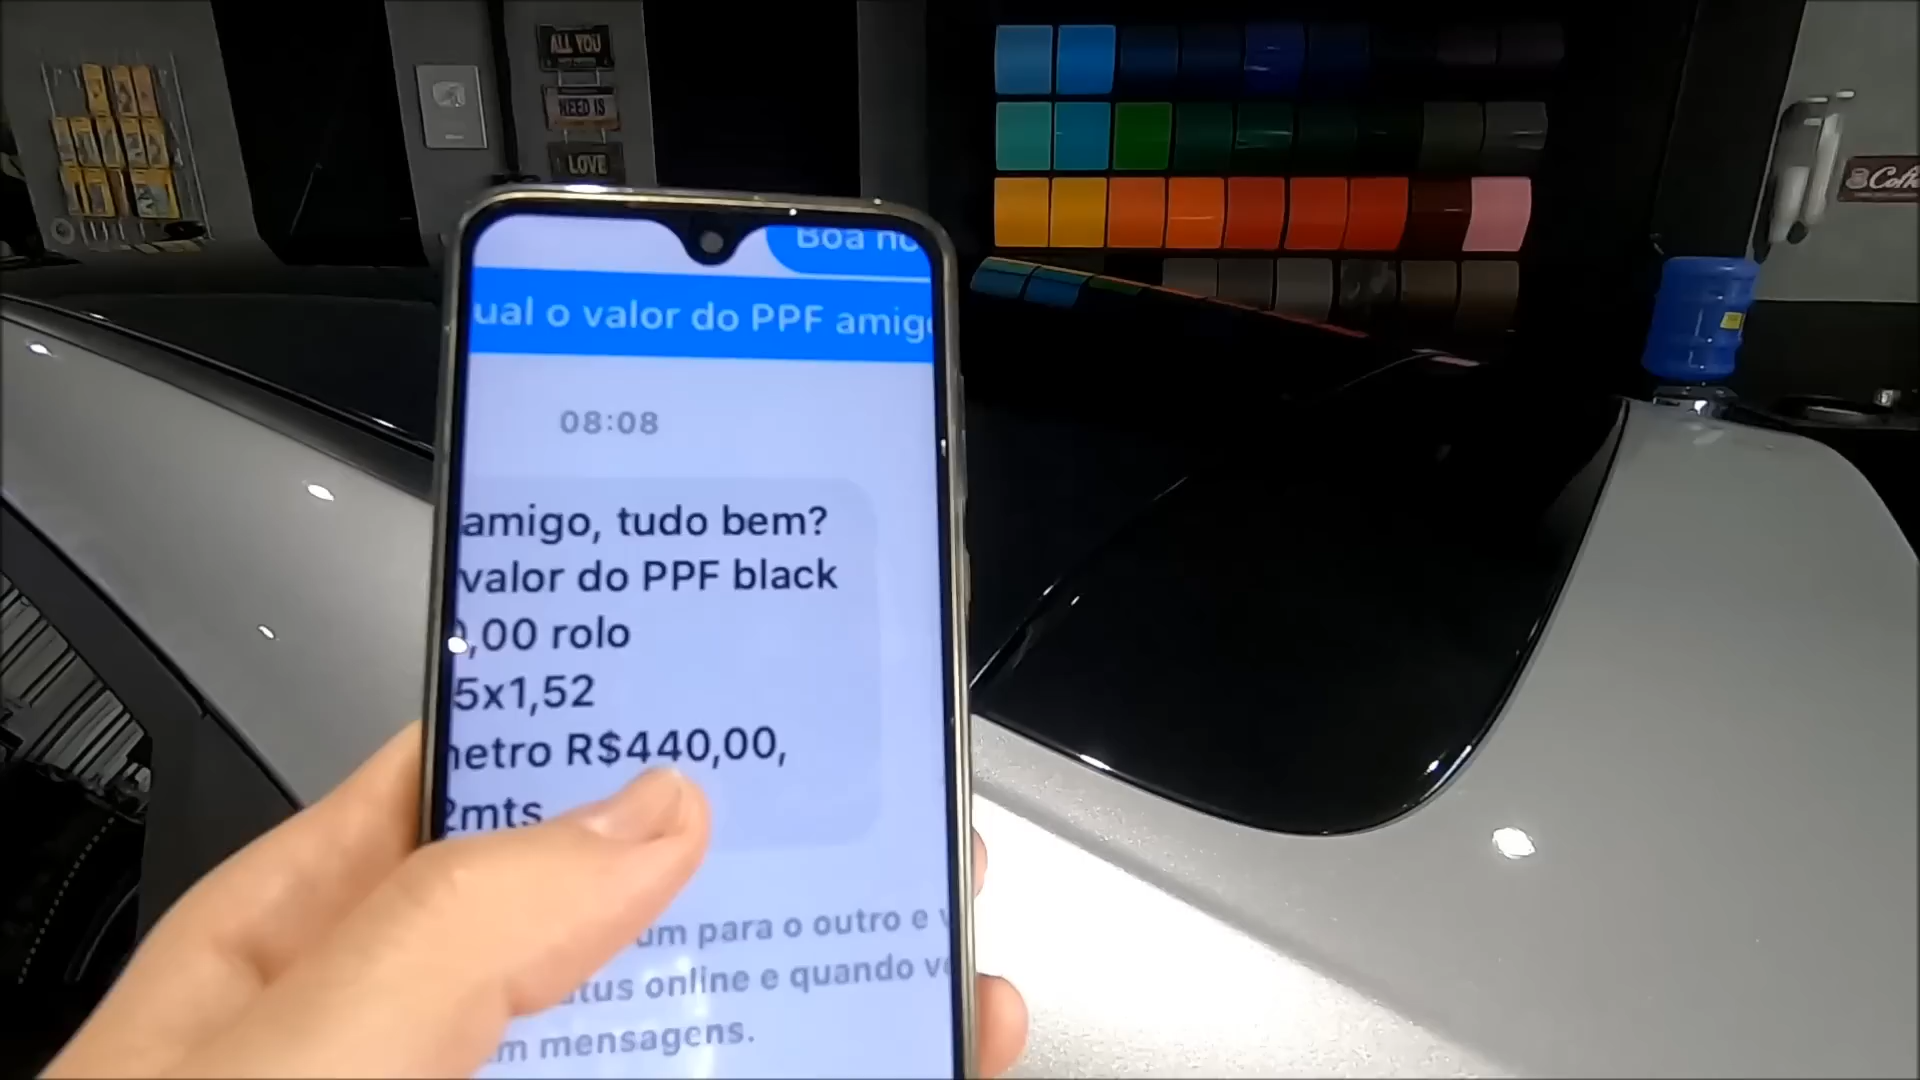 ALL YOU
NEED IS
LOVE
Boa no
ual o valor do PPF amig
08:08
amigo, tudo bem?
valor do PPF black
,00 rolo
5x1,52
netro R$440,00,
2mts
um para o outro e v
tus online e quando v
m mensagens.